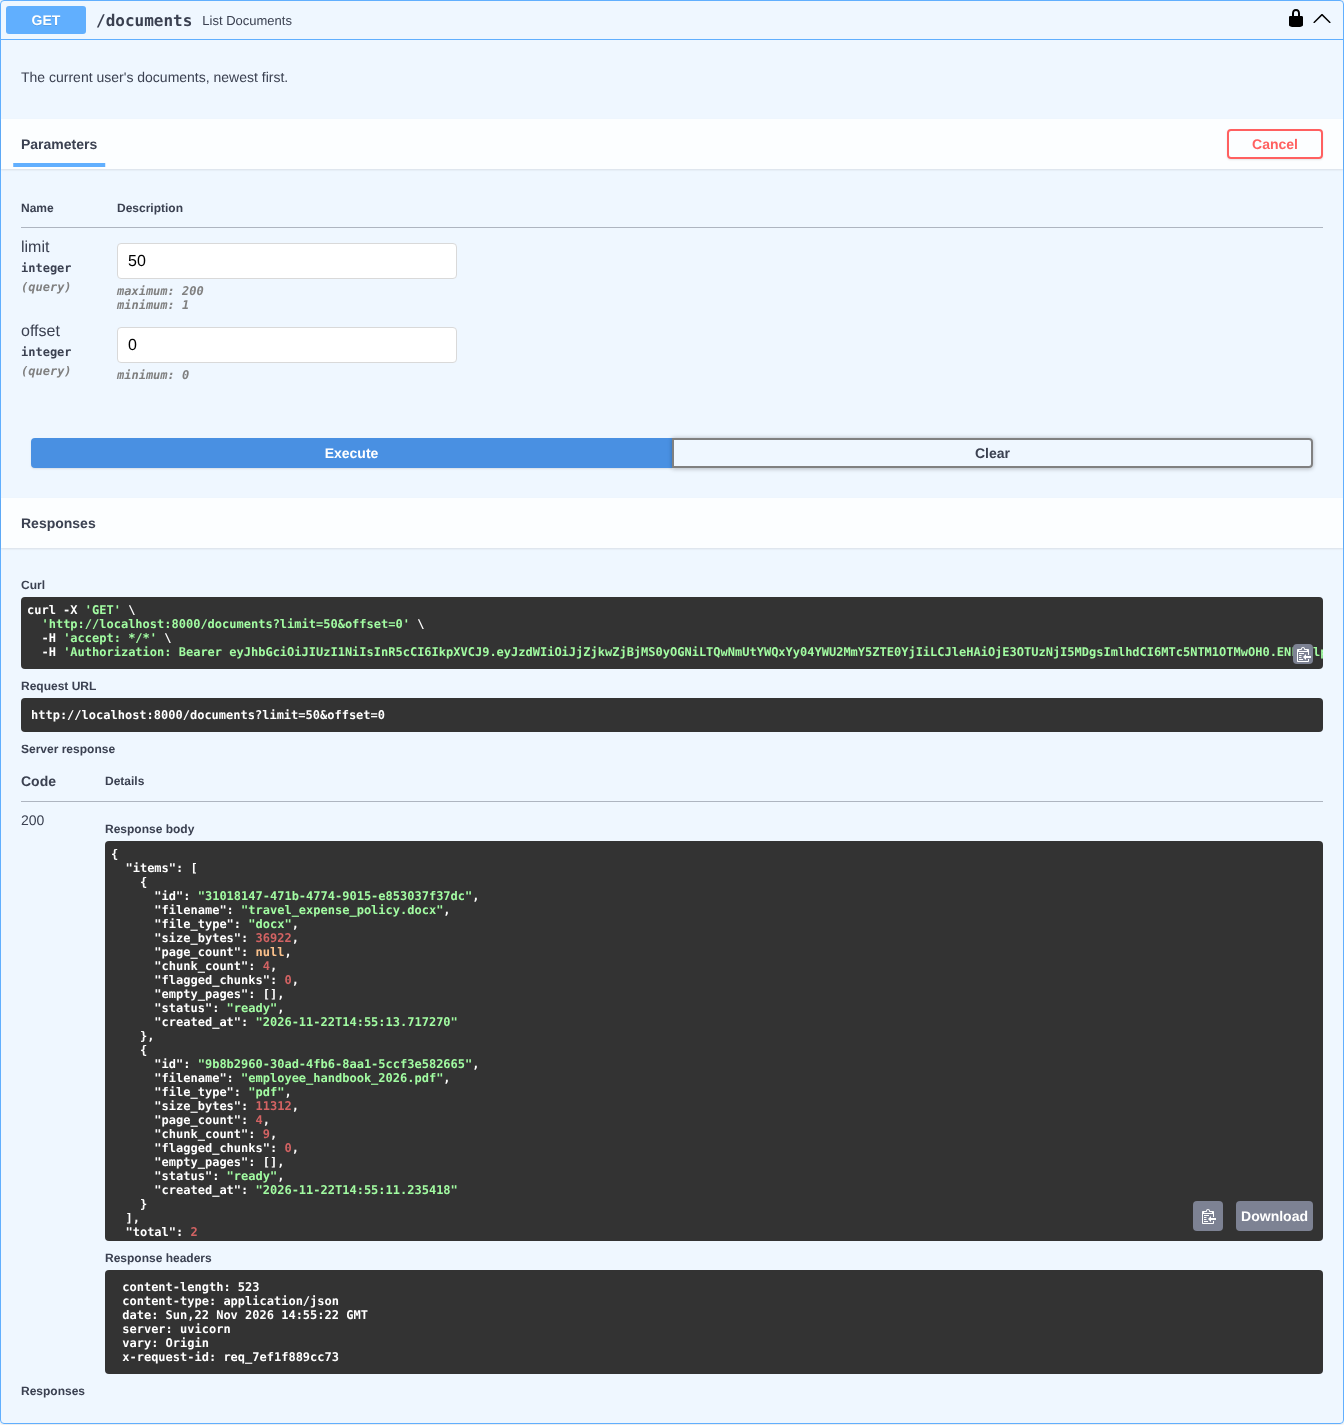 GET /documents List Documents
The current user's documents, newest first.
Parameters
Cancel
Name Description
limit
integer
(query)
50
maximum: 200
minimum: 1
offset
integer
(query)
0
minimum: 0
Execute
Clear
Responses
Curl
curl -X 'GET' \
'http://localhost:8000/documents?limit=50&offset=0' \
-H 'accept: */*' \
-H 'Authorization: Bearer
Request URL
http://localhost:8000/documents?limit=50&offset=0
Server response
Code Details
200
Response body
{
"items": [
{
"id": "31018147-471b-4774-9015-e853037f37dc",
"filename": "travel_expense_policy.docx",
"file_type": "docx",
"size_bytes": 36922,
"page_count": null,
"chunk_count": 4,
"flagged_chunks": 0,
"empty_pages": [],
"status": "ready",
"created_at": "2026-11-22T14:55:13.717270"
},
{
"id": "9b8b2960-30ad-4fb6-8aa1-5ccf3e582665",
"filename": "employee_handbook_2026.pdf",
"file_type": "pdf",
"size_bytes": 11312,
"page_count": 4,
"chunk_count": 9,
"flagged_chunks": 0,
"empty_pages": [],
"status": "ready",
"created_at": "2026-11-22T14:55:11.235418"
}
],
"total": 2
Download
Response headers
content-length: 523
content-type: application/json
date: Sun,22 Nov 2026 14:55:22 GMT
server: uvicorn
vary: Origin
x-request-id: req_7ef1f889cc73
Responses